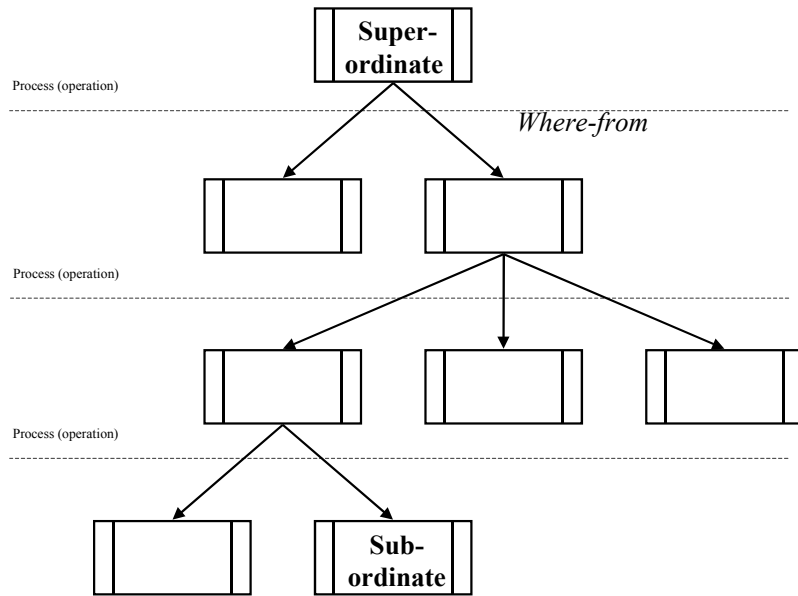 Super-
ordinate
Process (operation)
Where-from
Process (operation)
Process (operation)
Sub-
ordinate